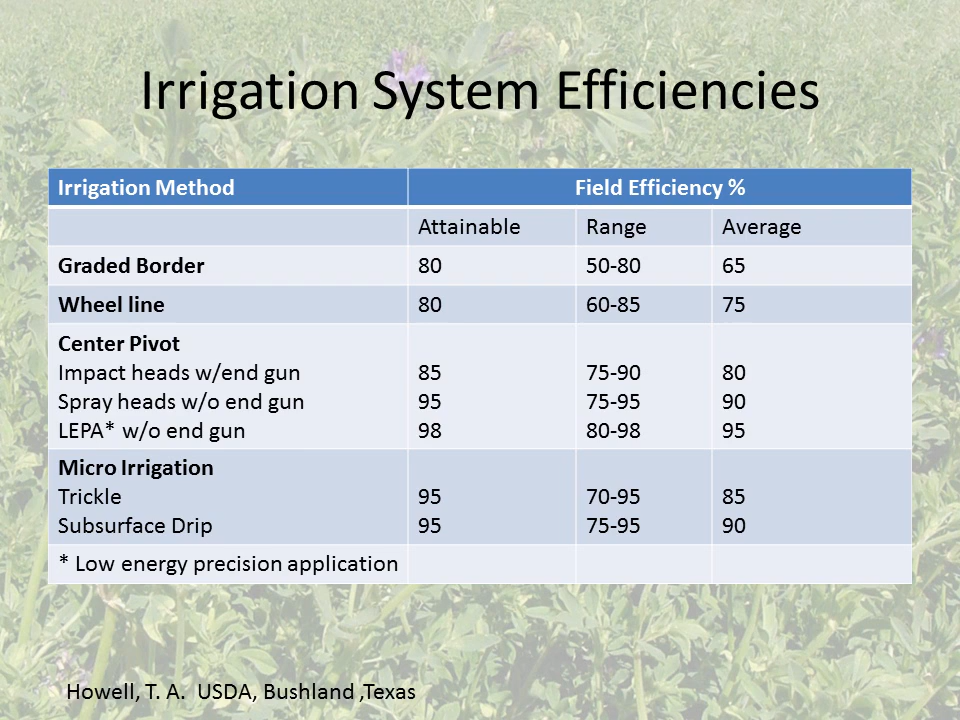 Irrigation System Efficiencies
Irrigation Method Field Efficiency %
Attainable Range Average
Graded Border 80 50-80 65
Wheel line 80 60-85 75
Center Pivot
Impact heads w/end gun 85 75-90 80
Spray heads w/o end gun 95 75-95 90
LEPA* w/o end gun 98 80-98 95
Micro Irrigation
Trickle 95 70-95 85
Subsurface Drip 95 75-95 90
* Low energy precision application
Howell, T. A.  USDA, Bushland ,Texas